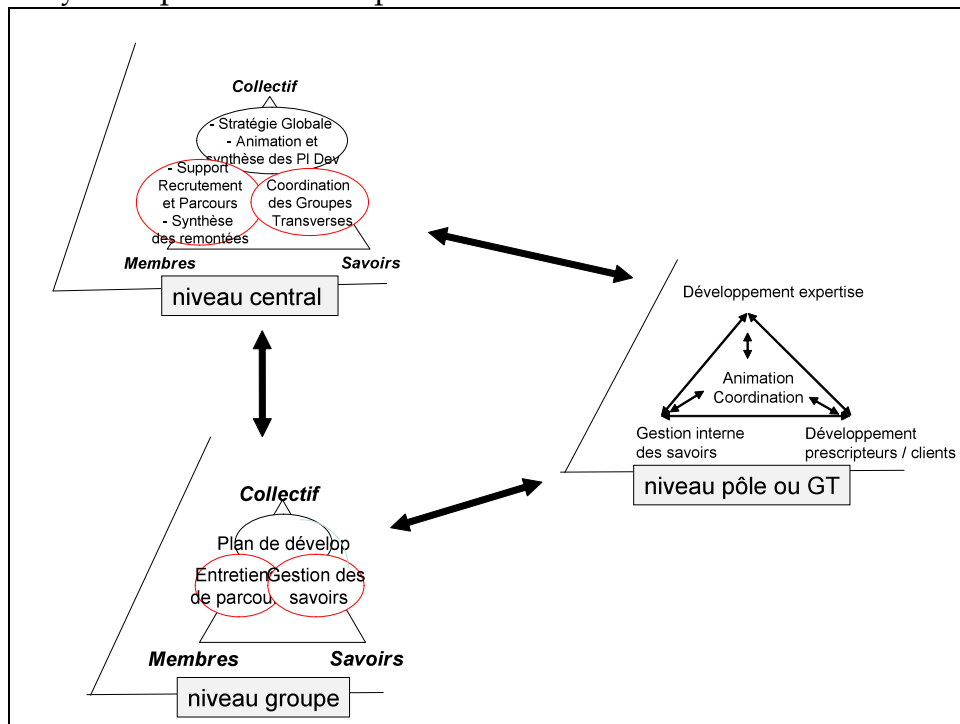 Collectif
- Stratégie Globale
- Animation et
synthèse des Pl Dev
- Support
Recrutement
et Parcours
- Synthèse
des remontées
Coordination
des Groupes
Transverses
Membres
Savoirs
niveau central
Développement expertise
Animation
Coordination
Gestion interne
des savoirs
Développement
prescripteurs / clients
niveau pôle ou GT
Collectif
Plan de dévelop
Entretien
de parcou
Gestion des
savoirs
Membres
Savoirs
niveau groupe